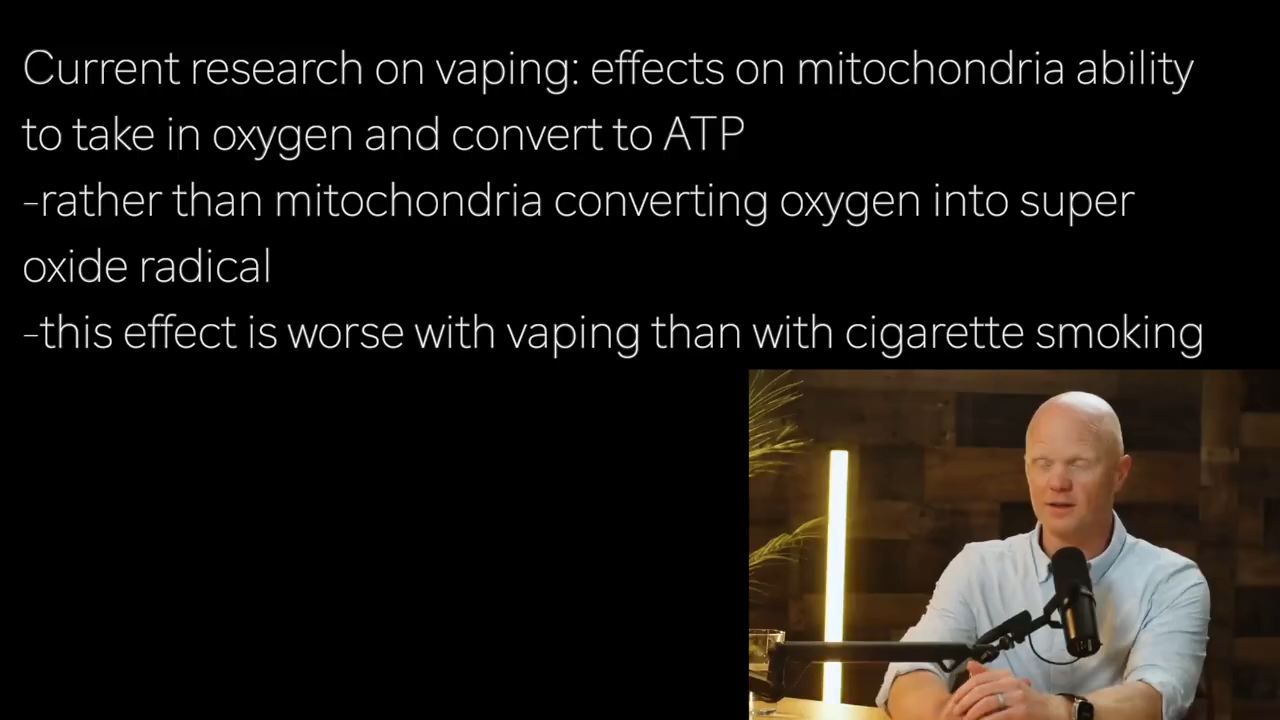 Current research on vaping: effects on mitochondria ability
to take in oxygen and convert to ATP
-rather than mitochondria converting oxygen into super
oxide radical
-this effect is worse with vaping than with cigarette smoking